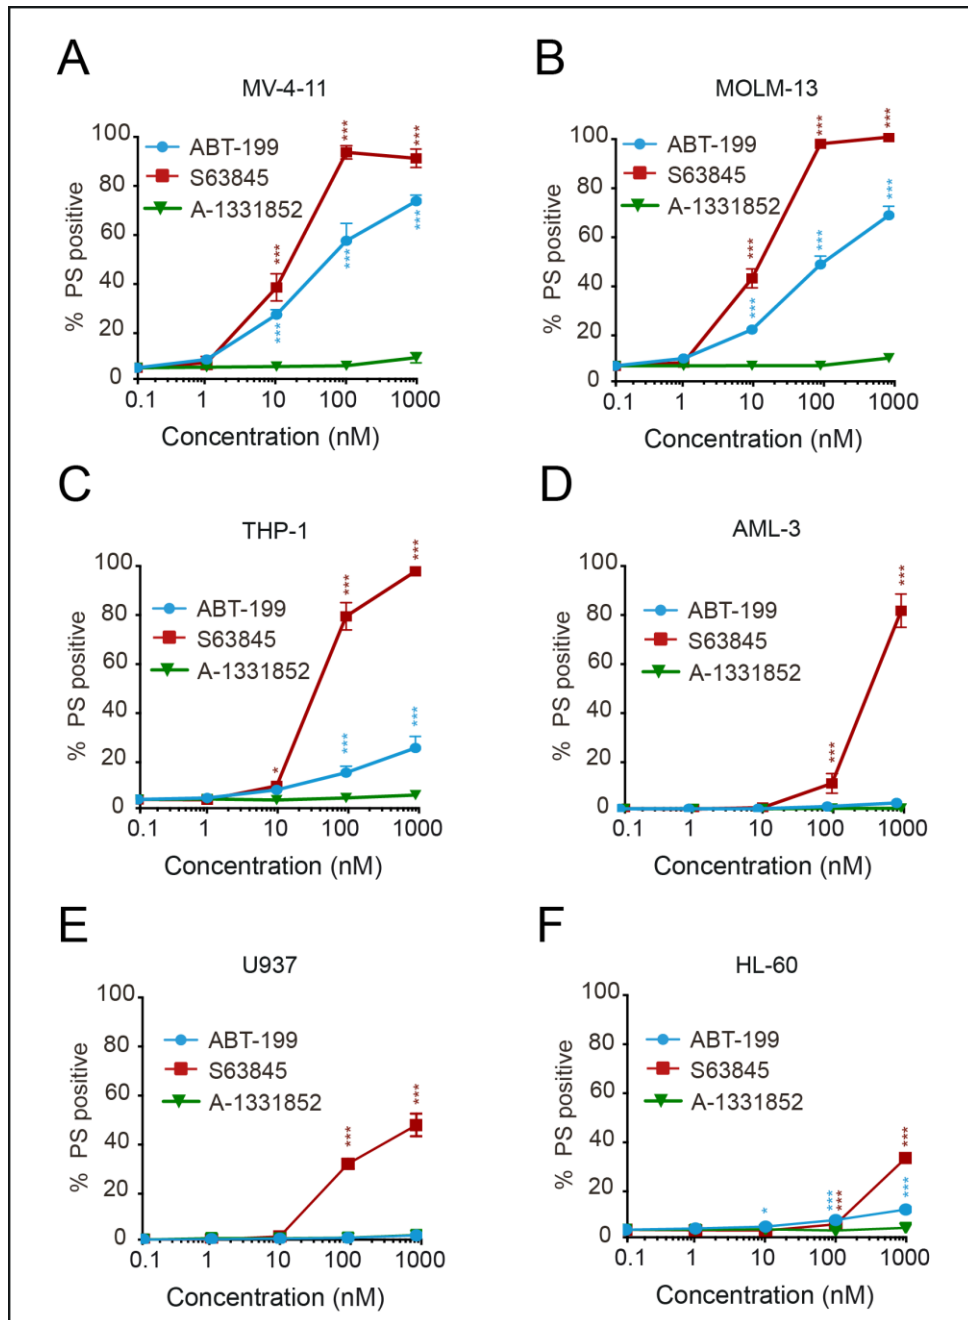 A
MV-4-11
100
80
60
40
20
0
% PS positive
ABT-199
S63845
A-1331852
***
***
***
***
***
***
0.1 1 10 100 1000
Concentration (nM)
B
MOLM-13
100
80
60
40
20
0
% PS positive
ABT-199
S63845
A-1331852
***
***
***
***
***
***
0.1 1 10 100 1000
Concentration (nM)
C
THP-1
100
80
60
40
20
0
% PS positive
ABT-199
S63845
A-1331852
*
***
***
***
***
0.1 1 10 100 1000
Concentration (nM)
D
AML-3
100
80
60
40
20
0
% PS positive
ABT-199
S63845
A-1331852
***
***
0.1 1 10 100 1000
Concentration (nM)
E
U937
100
80
60
40
20
0
% PS positive
ABT-199
S63845
A-1331852
***
***
0.1 1 10 100 1000
Concentration (nM)
F
HL-60
100
80
60
40
20
0
% PS positive
ABT-199
S63845
A-1331852
*
***
***
***
***
0.1 1 10 100 1000
Concentration (nM)